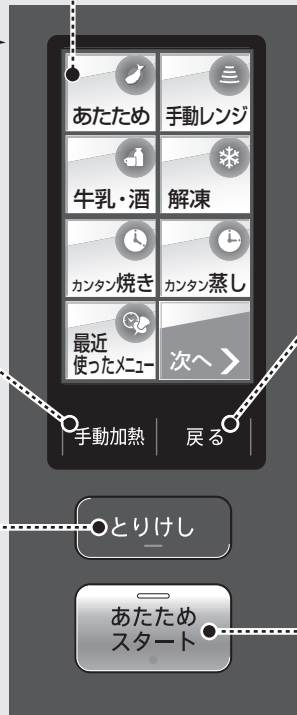 あたため
手動レンジ
牛乳・酒
解凍
カンタン焼き
カンタン蒸し
最近
使ったメニュー
次へ
手動加熱
戻る
とりけし
あたため
スタート